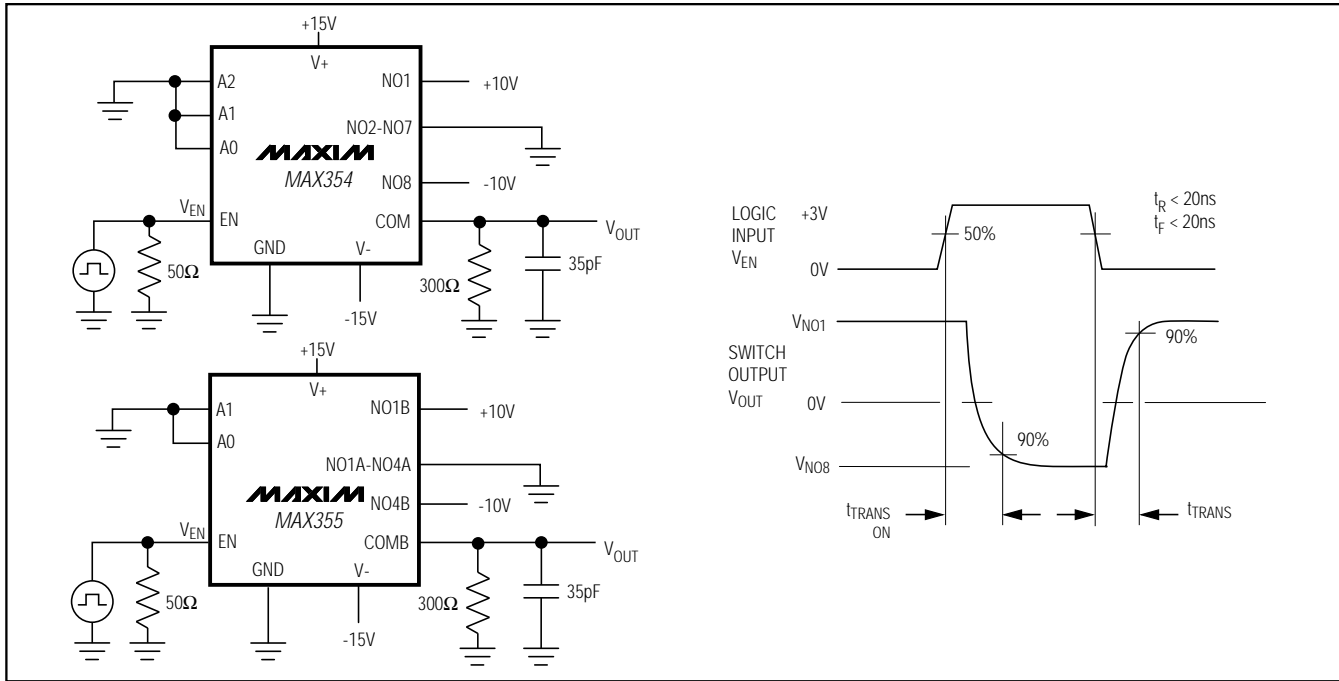 +15V
V+
A2
A1
A0
NO1
+10V
NO2-NO7
MAXIM
MAX354
NO8
-10V
VEN
EN
COM
VOUT
GND
V-
50Ω
300Ω
35pF
-15V
+15V
V+
A1
A0
NO1B
+10V
NO1A-NO4A
MAXIM
MAX355
NO4B
-10V
VEN
EN
COMB
VOUT
GND
V-
50Ω
300Ω
35pF
-15V
LOGIC
INPUT
VEN
+3V
50%
0V
tR < 20ns
tF < 20ns
VNO1
90%
SWITCH
OUTPUT
VOUT
0V
90%
VNO8
tTRANS
ON
tTRANS